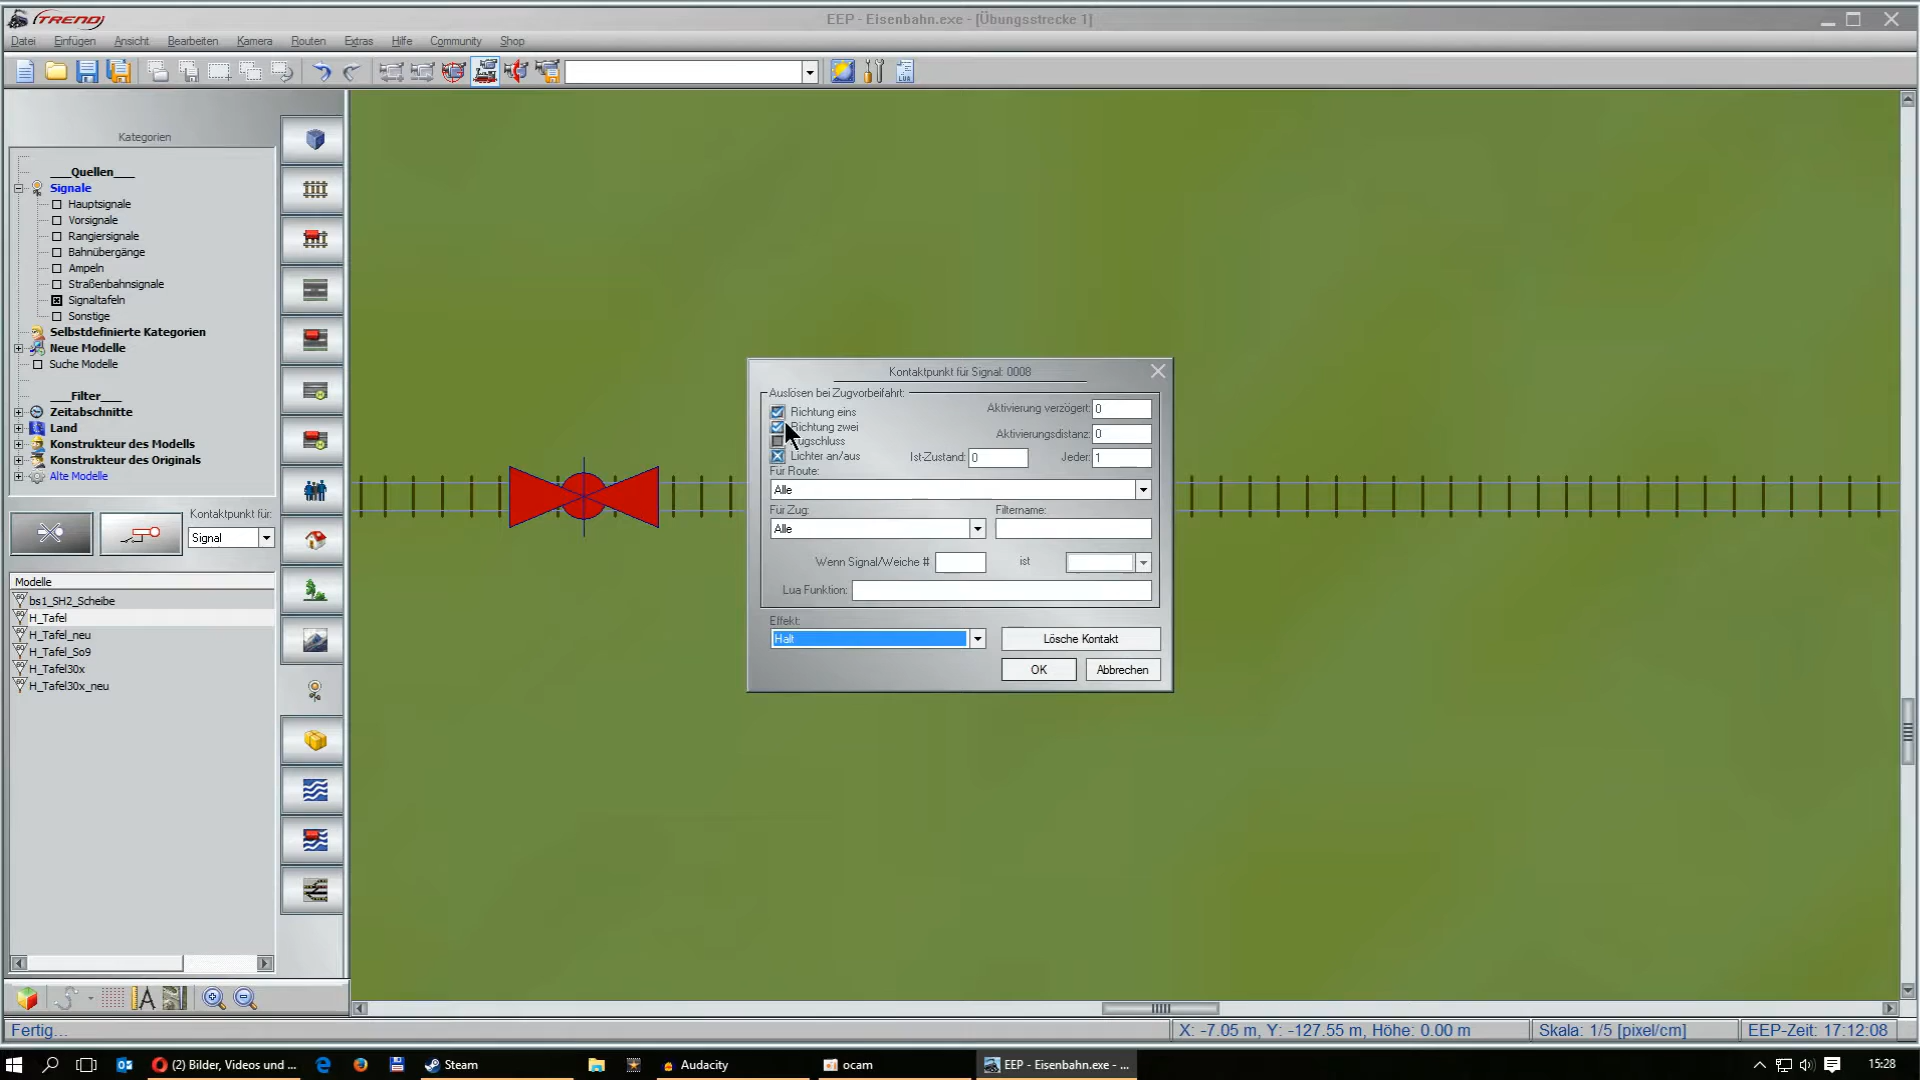 TREND
EEP - Eisenbahn.exe - [Übungsstrecke 1]
Datei Einfügen Ansicht Bearbeiten Kamera Routen Extras Hilfe Community Shop
LUA
Kategorien
___Quellen___
Signale
Hauptsignale
Vorsignale
Rangiersignale
Bahnübergänge
Ampeln
Straßenbahnsignale
Signaltafeln
Sonstige
Selbstdefinierte Kategorien
Neue Modelle
Suche Modelle
___Filter___
Zeitabschnitte
Land
Konstrukteur des Modells
Konstrukteur des Originals
Alte Modelle
Kontaktpunkt für:
Signal
Modelle
bs1_SH2_Scheibe
H_Tafel
H_Tafel_neu
H_Tafel_So9
H_Tafel30x
H_Tafel30x_neu
Kontaktpunkt für Signal: 0008
Auslösen bei Zugvorbeifahrt:
Richtung eins
Aktivierung verzögert: 0
Richtung zwei
Aktivierungsdistanz: 0
Zugschluss
Lichter an/aus
Ist-Zustand: 0
Jeder: 1
Für Route:
Alle
Für Zug:
Filtername:
Alle
Wenn Signal/Weiche #
ist
Lua Funktion:
Effekt:
Halt
Lösche Kontakt
OK
Abbrechen
Fertig...
X: -7.05 m, Y: -127.55 m, Höhe: 0.00 m
Skala: 1/5 [pixel/cm]
EEP-Zeit: 17:12:08
(2) Bilder, Videos und ...
Steam
Audacity
ocam
EEP - Eisenbahn.exe - ...
15:28